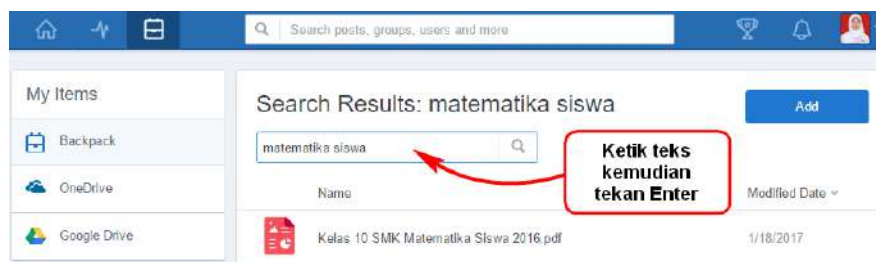 Search posts, groups, users and more
My Items
Backpack
OneDrive
Google Drive
Search Results: matematika siswa
Add
matematika siswa
Ketik teks
kemudian
tekan Enter
Name
Modified Date
Kelas 10 SMK Matematika Siswa 2016.pdf
1/18/2017